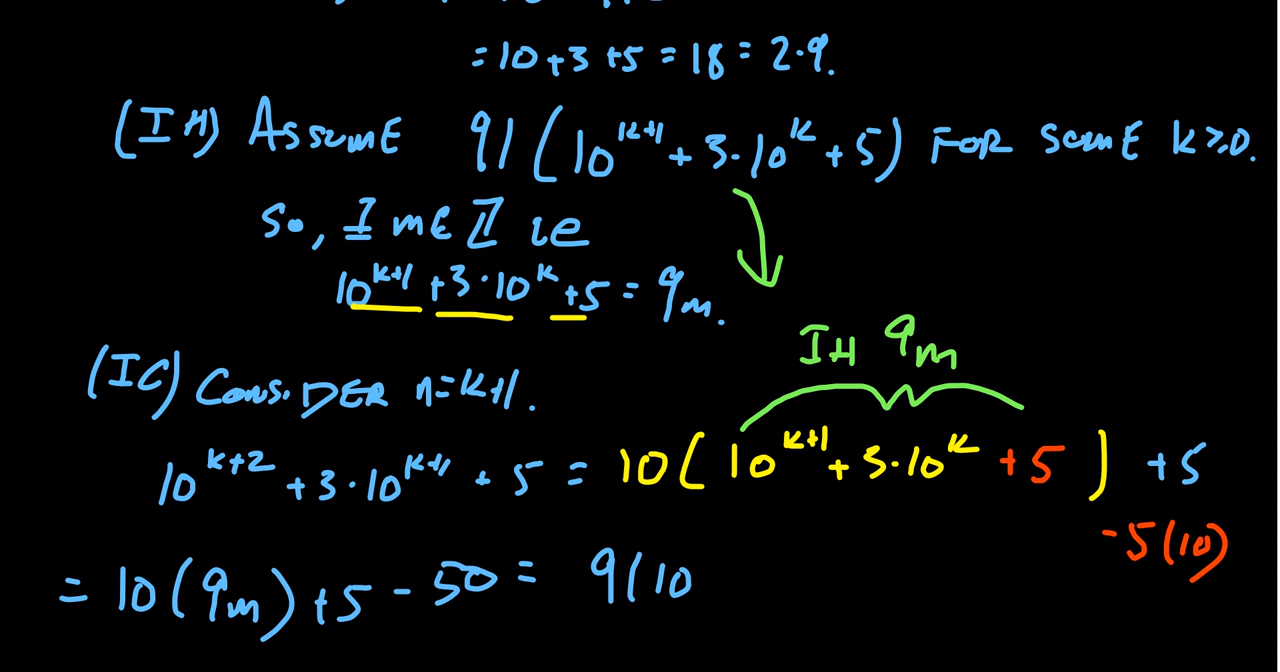 = 10 + 3 + 5 = 18 = 2·9.
(IH) ASSUME 9 | (10^{k+1} + 3·10^k + 5) FOR SOME k ≥ 0.
So, ∃ m ∈ ℤ ie
10^{k+1} + 3·10^k + 5 = 9m.
IH 9m
(IC) CONSIDER n = k+1.
10^{k+2} + 3·10^{k+1} + 5 = 10(10^{k+1} + 3·10^k + 5) + 5
-5(10)
= 10(9m) + 5 - 50 = 9(10